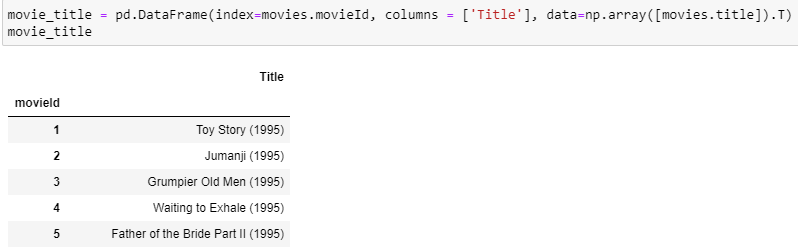 movie_title = pd.DataFrame(index=movies.movieId, columns = ['Title'], data=np.array([movies.title]).T)
movie_title
Title
movieId
1 Toy Story (1995)
2 Jumanji (1995)
3 Grumpier Old Men (1995)
4 Waiting to Exhale (1995)
5 Father of the Bride Part II (1995)